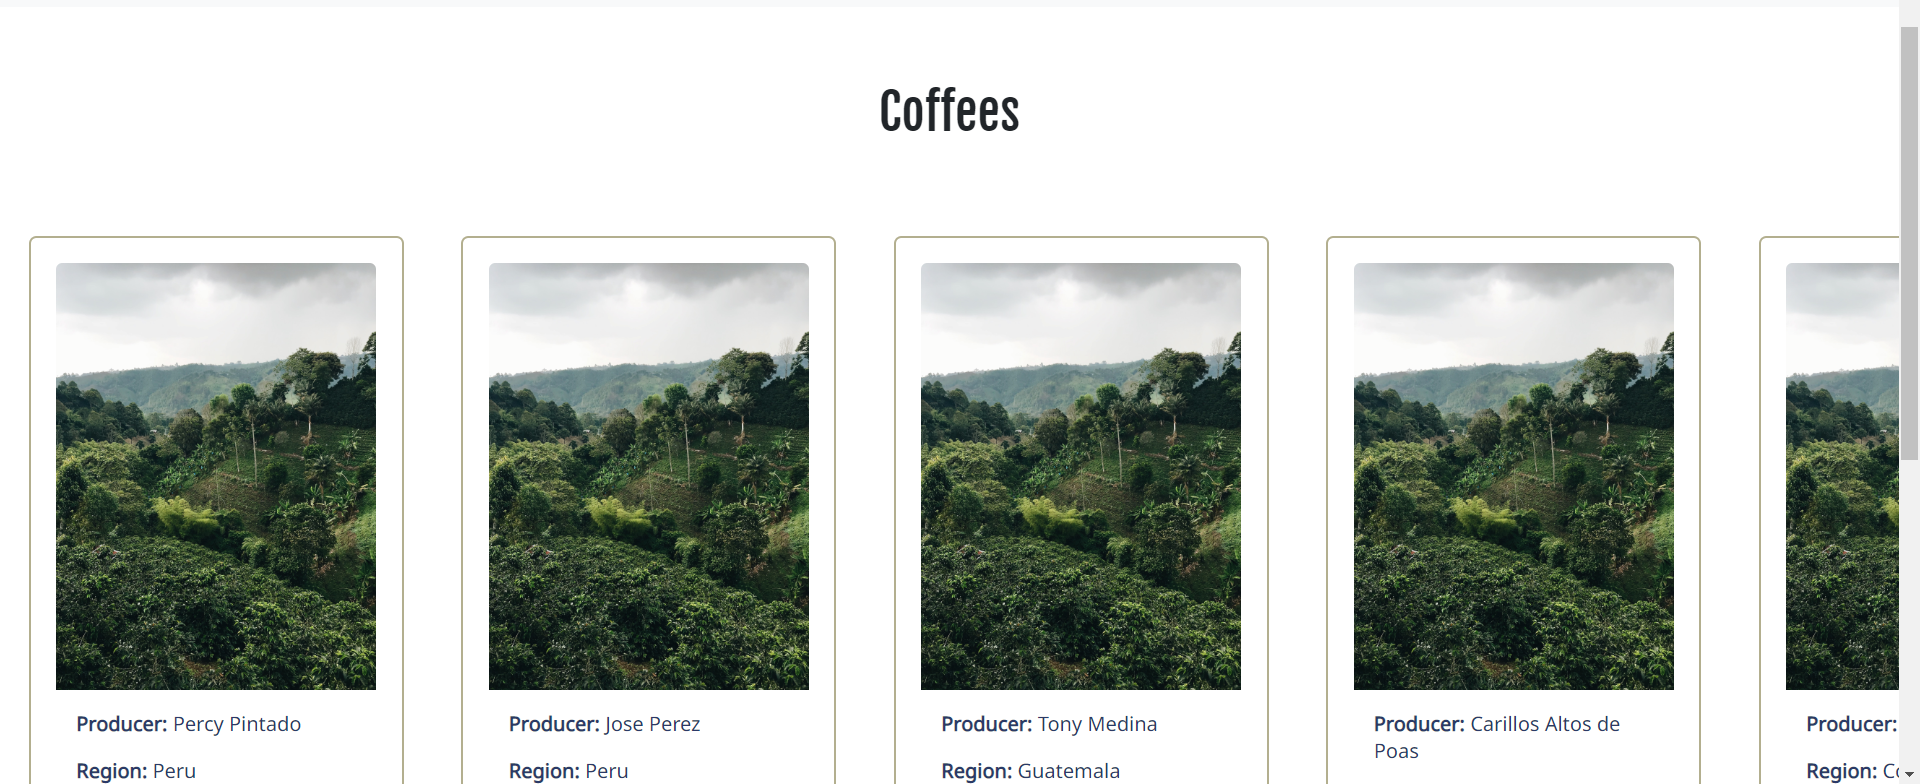 Coffees
Producer: Percy Pintado
Region: Peru
Producer: Jose Perez
Region: Peru
Producer: Tony Medina
Region: Guatemala
Producer: Carillos Altos de
Poas
Producer:
Region: